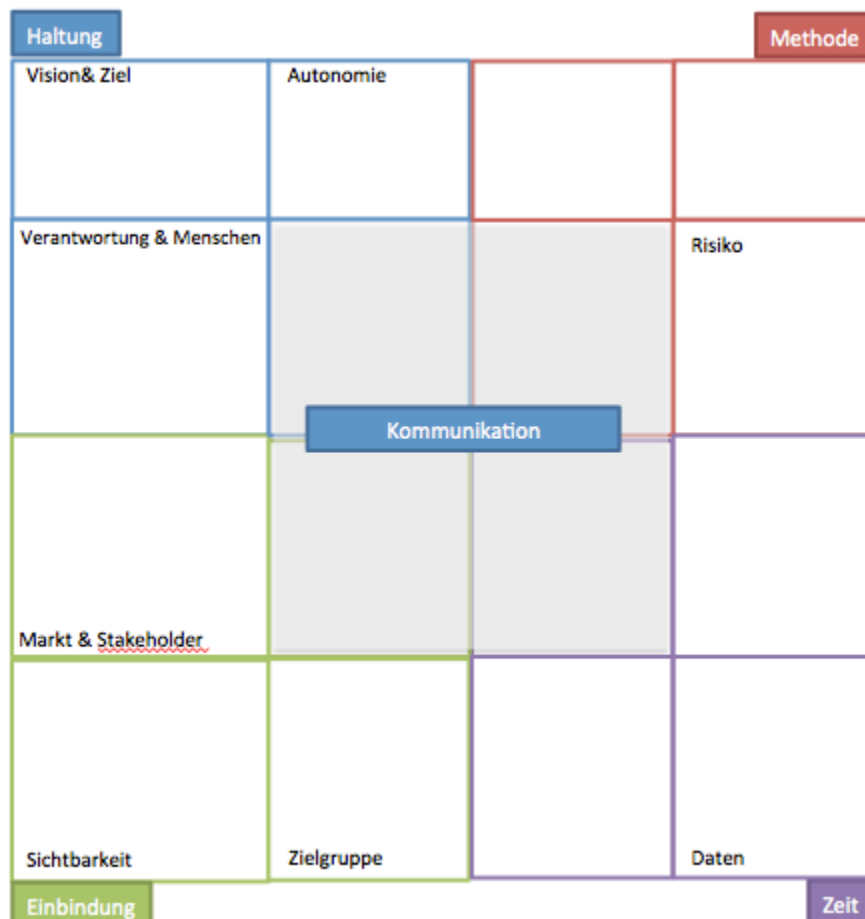 Haltung
Methode
Vision& Ziel
Autonomie
Verantwortung & Menschen
Risiko
Kommunikation
Markt & Stakeholder
Sichtbarkeit
Zielgruppe
Daten
Einbindung
Zeit